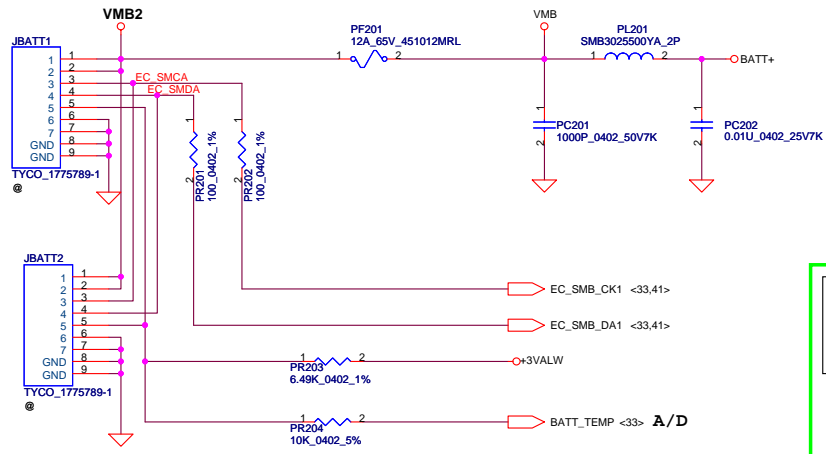 VMB2
JBATT1
PF201
12A_65V_451012MRL
VMB
PL201
SMB3025500YA_2P
1
2
3
4
5
6
7
GND
GND
1
2
3
4
5
6
7
8
9
EC_SMCA
EC_SMDA
1
2
1
2
BATT+
TYCO_1775789-1
@
1
2
PR201
100_0402_1%
1
2
PR202
100_0402_1%
1
2
PC201
1000P_0402_50V7K
1
2
PC202
0.01U_0402_25V7K
JBATT2
1
2
3
4
5
6
7
GND
GND
1
2
3
4
5
6
7
8
9
TYCO_1775789-1
@
EC_SMB_CK1 <33,41>
EC_SMB_DA1 <33,41>
1
2
PR203
6.49K_0402_1%
+3VALW
1
2
PR204
10K_0402_5%
BATT_TEMP <33> A/D